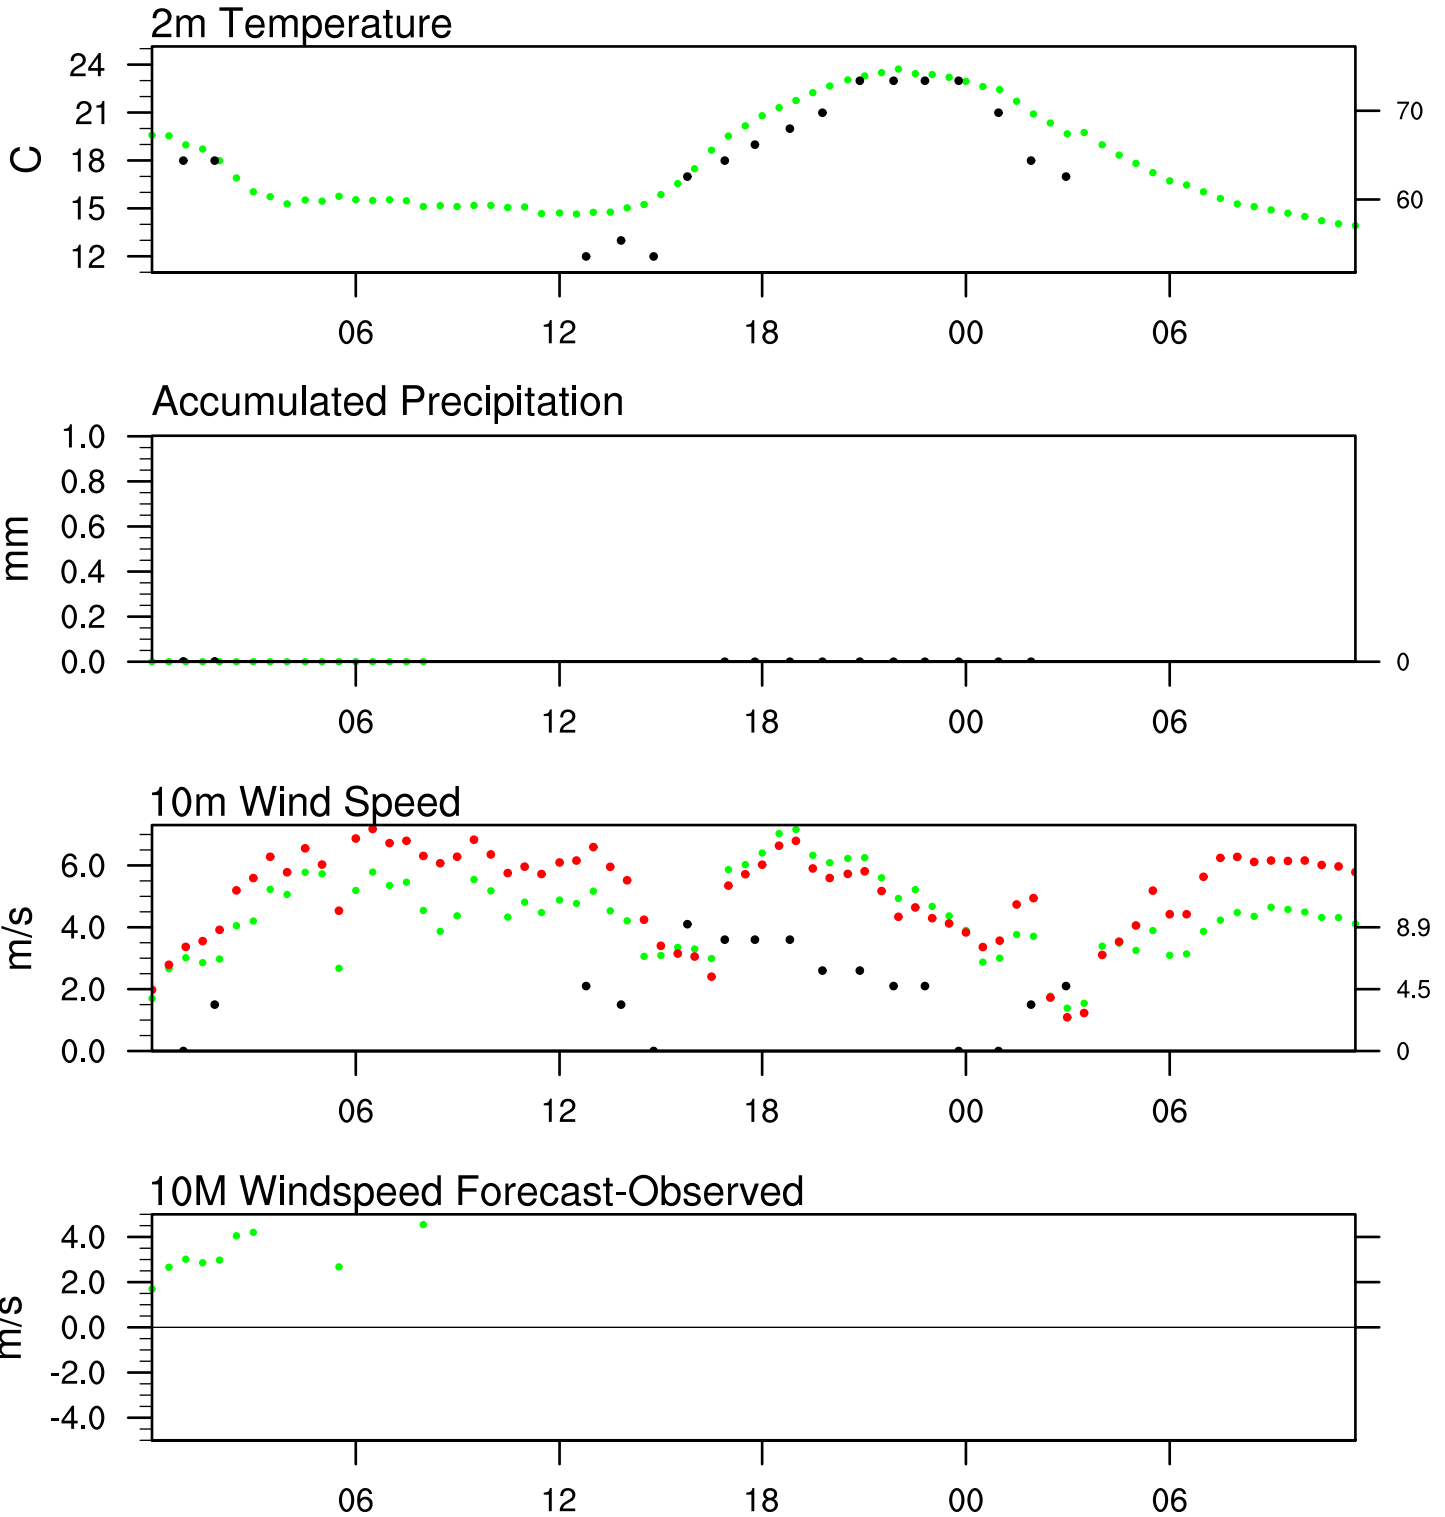 2m Temperature
24
21
18
15
12
C
70
60
06 12 18 00 06
Accumulated Precipitation
1.0
0.8
0.6
0.4
0.2
0.0
mm
0
06 12 18 00 06
10m Wind Speed
6.0
4.0
2.0
0.0
m/s
8.9
4.5
0
06 12 18 00 06
10M Windspeed Forecast-Observed
4.0
2.0
0.0
-2.0
-4.0
m/s
06 12 18 00 06